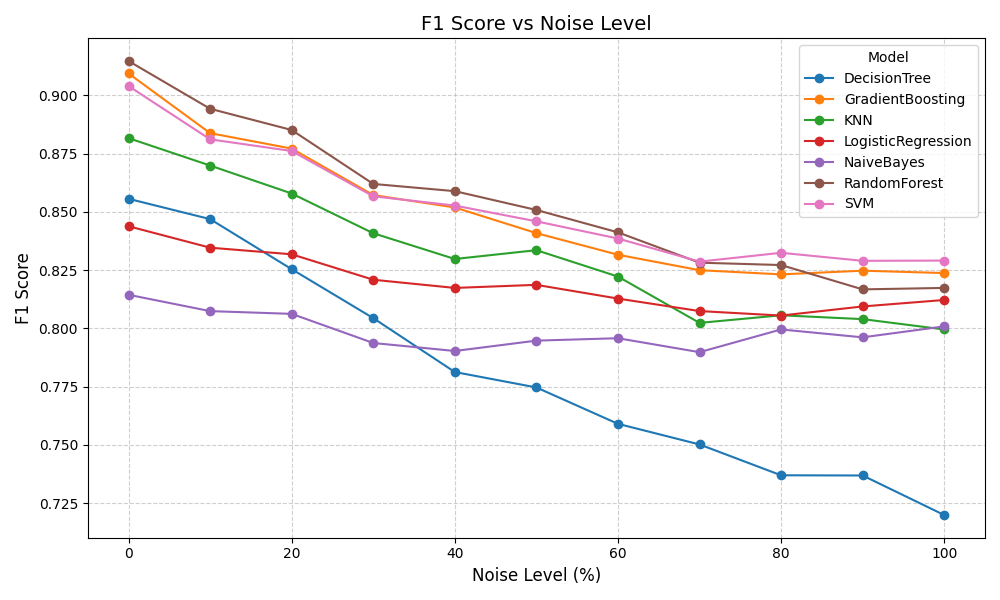 F1 Score vs Noise Level
F1 Score
0.900
0.875
0.850
0.825
0.800
0.775
0.750
0.725
Model
DecisionTree
GradientBoosting
KNN
LogisticRegression
NaiveBayes
RandomForest
SVM
0 20 40 60 80 100
Noise Level (%)